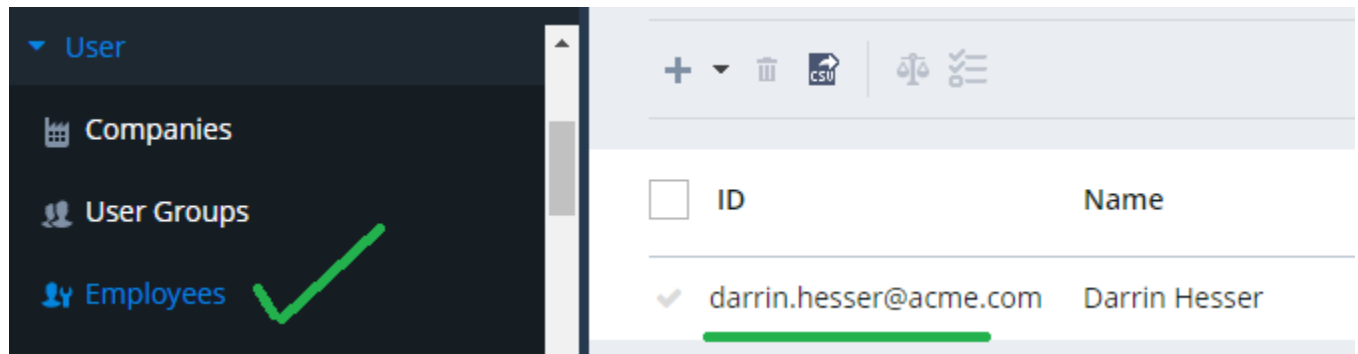 User
Companies
User Groups
Employees
CSV
ID Name
darrin.hesser@acme.com Darrin Hesser